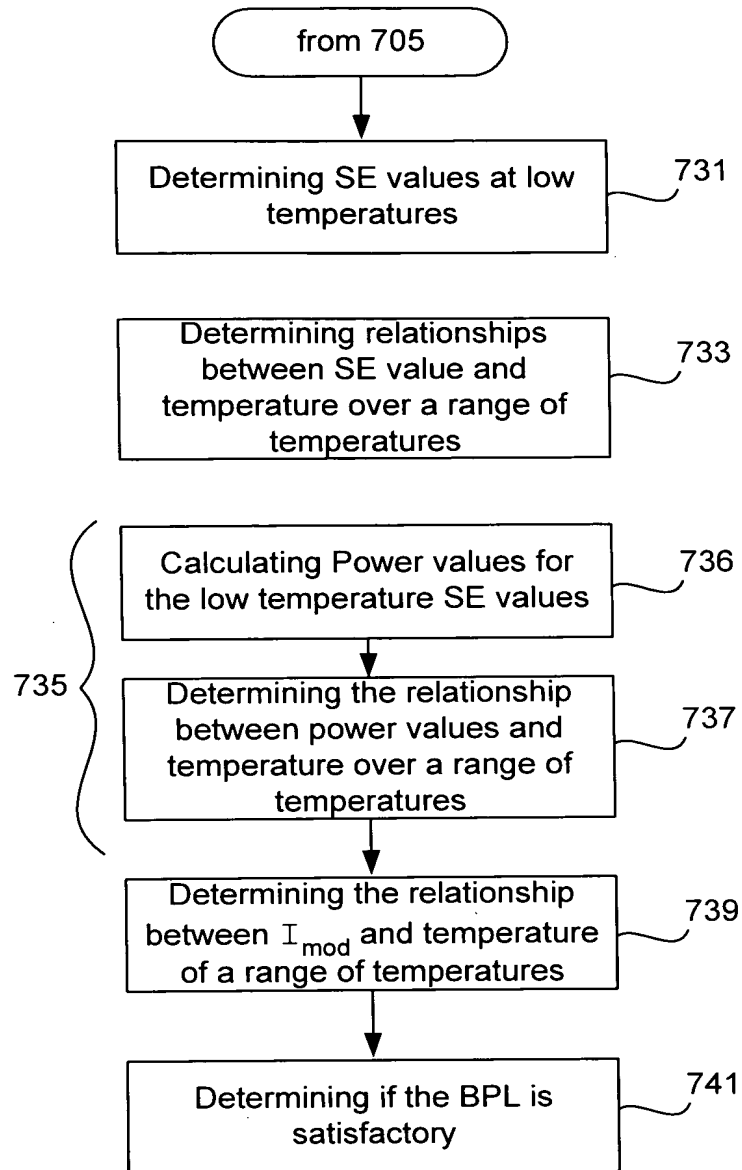 from 705
Determining SE values at low
temperatures
731
Determining relationships
between SE value and
temperature over a range of
temperatures
733
735
Calculating Power values for
the low temperature SE values
736
Determining the relationship
between power values and
temperature over a range of
temperatures
737
Determining the relationship
between Imod and temperature
of a range of temperatures
739
Determining if the BPL is
satisfactory
741